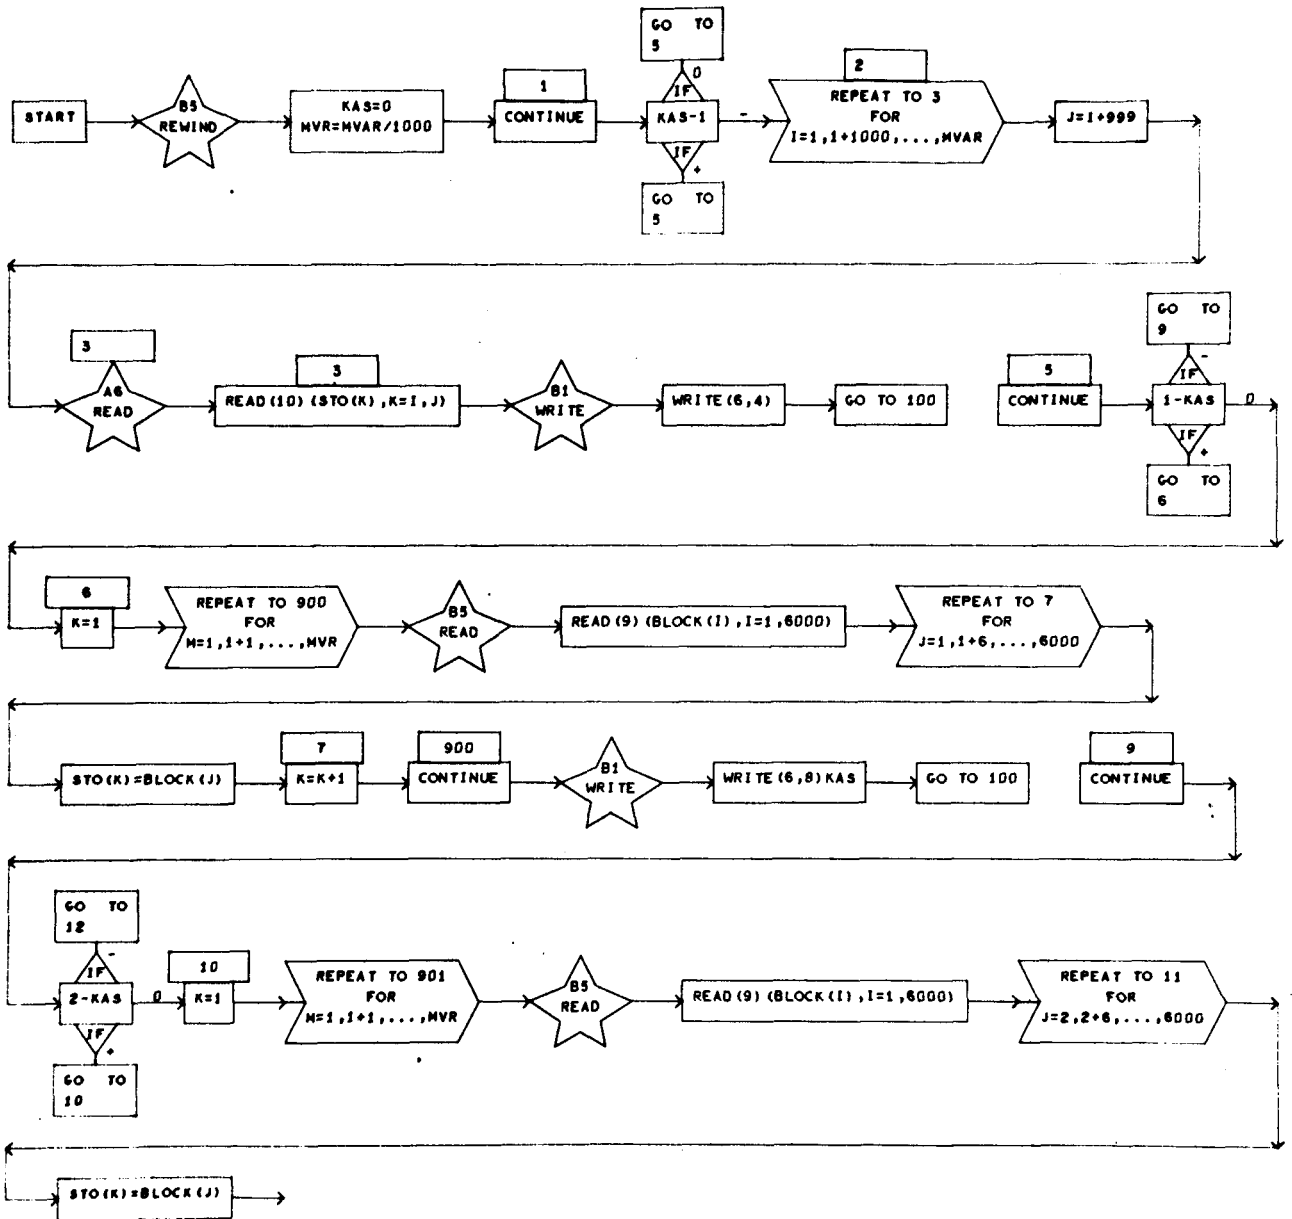 START
B5
REWIND
KAS=0
MVR=MVAR/1000
1
CONTINUE
GO TO
5
0
IF
KAS-1
-
IF
+
GO TO
5
2
REPEAT TO 3
FOR
I=1,1+1000,...,MVAR
J=I+999
3
A6
READ
3
READ(10)(STO(K),K=I,J)
B1
WRITE
WRITE(6,4)
GO TO 100
5
CONTINUE
GO TO
9
-
IF
1-KAS
0
IF
+
GO TO
6
6
K=1
REPEAT TO 900
FOR
M=1,1+1,...,MVR
B5
READ
READ(9)(BLOCK(I),I=1,6000)
REPEAT TO 7
FOR
J=1,1+6,...,6000
STO(K)=BLOCK(J)
7
K=K+1
900
CONTINUE
B1
WRITE
WRITE(6,8)KAS
GO TO 100
9
CONTINUE
GO TO
12
-
IF
2-KAS
0
IF
+
GO TO
10
10
K=1
REPEAT TO 901
FOR
M=1,1+1,...,MVR
B5
READ
READ(9)(BLOCK(I),I=1,6000)
REPEAT TO 11
FOR
J=2,2+6,...,6000
STO(K)=BLOCK(J)